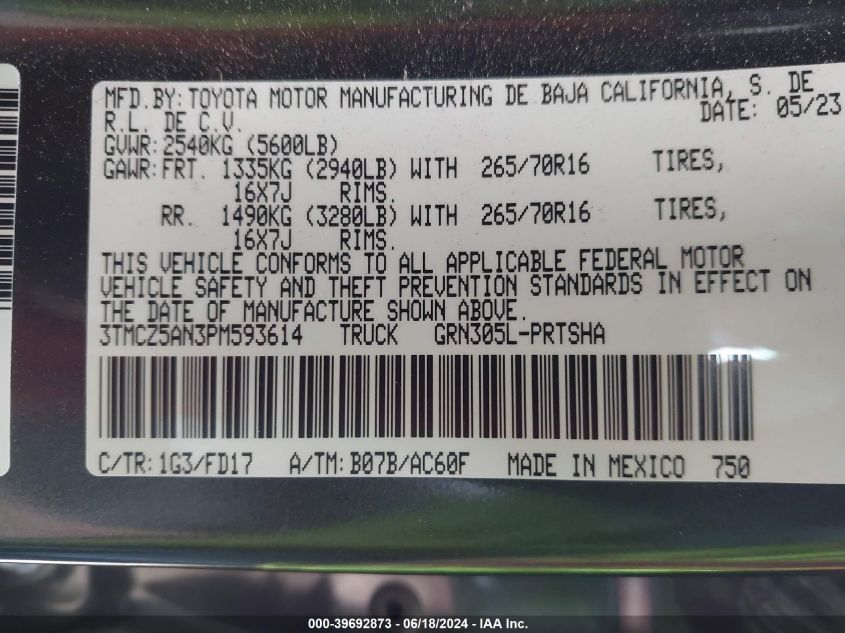 MFD.BY: TOYOTA MOTOR MANUFACTURING DE BAJA CALIFORNIA, S. DE
R.L. DE C.V. DATE: 05/23
GVWR: 2540KG (5600LB)
GAWR: FRT. 1335KG (2940LB) WITH 265/70R16 TIRES,
16X7J RIMS.
RR. 1490KG (3280LB) WITH 265/70R16 TIRES,
16X7J RIMS.
THIS VEHICLE CONFORMS TO ALL APPLICABLE FEDERAL MOTOR
VEHICLE SAFETY AND THEFT PREVENTION STANDARDS IN EFFECT ON
THE DATE OF MANUFACTURE SHOWN ABOVE.
3TMCZ5AN3PM593614 TRUCK GRN305L-PRTSHA
C/TR: 1G3/FD17 A/TM: B07B/AC60F MADE IN MEXICO 750
000-39692873 - 06/18/2024 - IAA Inc.